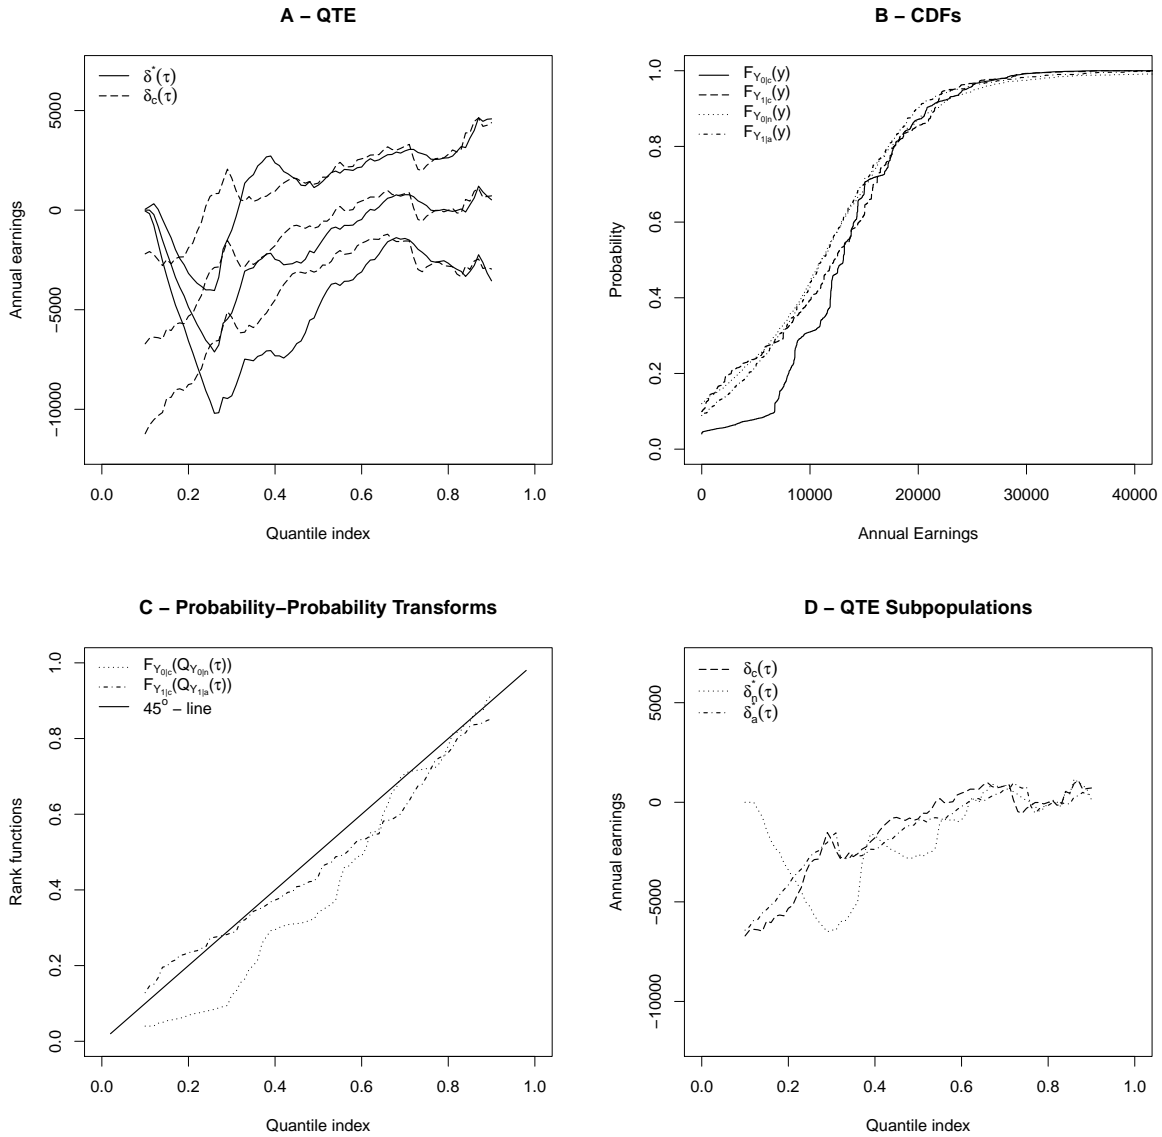 A − QTE
δ*(τ)
δc(τ)
Annual earnings
−10000 −5000 0 5000
0.0 0.2 0.4 0.6 0.8 1.0
Quantile index
B − CDFs
FY0|c(y)
FY1|c(y)
FY0|n(y)
FY1|a(y)
Probability
0.0 0.2 0.4 0.6 0.8 1.0
0 10000 20000 30000 40000
Annual Earnings
C − Probability−Probability Transforms
FY0|c(QY0|n(τ))
FY1|c(QY1|a(τ))
45o − line
Rank functions
0.0 0.2 0.4 0.6 0.8 1.0
0.0 0.2 0.4 0.6 0.8 1.0
Quantile index
D − QTE Subpopulations
δc(τ)
δ*n(τ)
δ*a(τ)
Annual earnings
−10000 −5000 0 5000
0.0 0.2 0.4 0.6 0.8 1.0
Quantile index